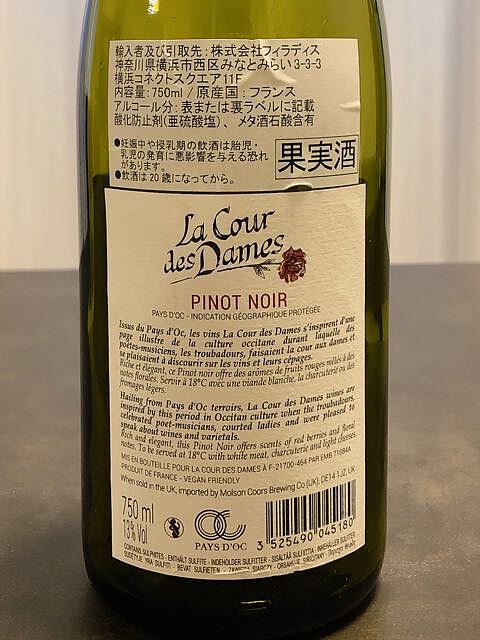 輸入者及び引取先：株式会社フィラディス
神奈川県横浜市西区みなとみらい3-3-3
横浜コネクトスクエア11F
内容量：750ml / 原産国：フランス
アルコール分：表または裏ラベルに記載
酸化防止剤(亜硫酸塩)、メタ酒石酸含有
●妊娠中や授乳期の飲酒は胎児・
乳児の発育に悪影響を与える恐れ
があります。
●飲酒は20歳になってから。
果実酒
La Cour
des Dames
PINOT NOIR
PAYS D'OC - INDICATION GÉOGRAPHIQUE PROTÉGÉE
Issus du Pays d'Oc, les vins La Cour des Dames s'inspirent d'une
page illustre de la culture occitane durant laquelle des
poètes-musiciens, les troubadours, faisaient la cour aux dames et
se plaisaient à discourir sur les vins et leurs cépages.
Riche et élégant, ce Pinot noir offre des arômes de fruits rouges mêlés à des
notes florales. Servir à 18°C avec une viande blanche, la charcuterie ou des
fromages légers.
Hailing from Pays d'Oc terroirs, La Cour des Dames wines are
inspired by this period in Occitan culture when the troubadours,
celebrated poet-musicians, courted ladies and were pleased to
speak about wines and varietals.
Rich and elegant, this Pinot Noir offers scents of red berries and floral
notes. To be served at 18°C with white meat, charcuterie and light cheeses.
MIS EN BOUTEILLE POUR LA COUR DES DAMES À F-21700-464 PAR EMB 71084A
PRODUIT DE FRANCE - VEGAN FRIENDLY
When sold in the UK, imported by Molson Coors Brewing Co (UK), DE14 1JZ, UK
750 ml
13% Vol
PAYS D'OC
3 525490 045180
CONTAINS SULPHITES - ENTHÄLT SULFITE - INDEHOLDER SULFITTER - SISÄLTÄÄ SULFIITTIA - INNEHÅLLER SULFITER
BEVAT SULFIETEN